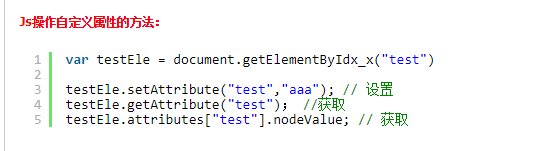 Js操作自定义属性的方法：
1 var testEle = document.getElementByIdx_x("test")
2
3 testEle.setAttribute("test","aaa"); // 设置
4 testEle.getAttribute("test"); //获取
5 testEle.attributes["test"].nodeValue; // 获取